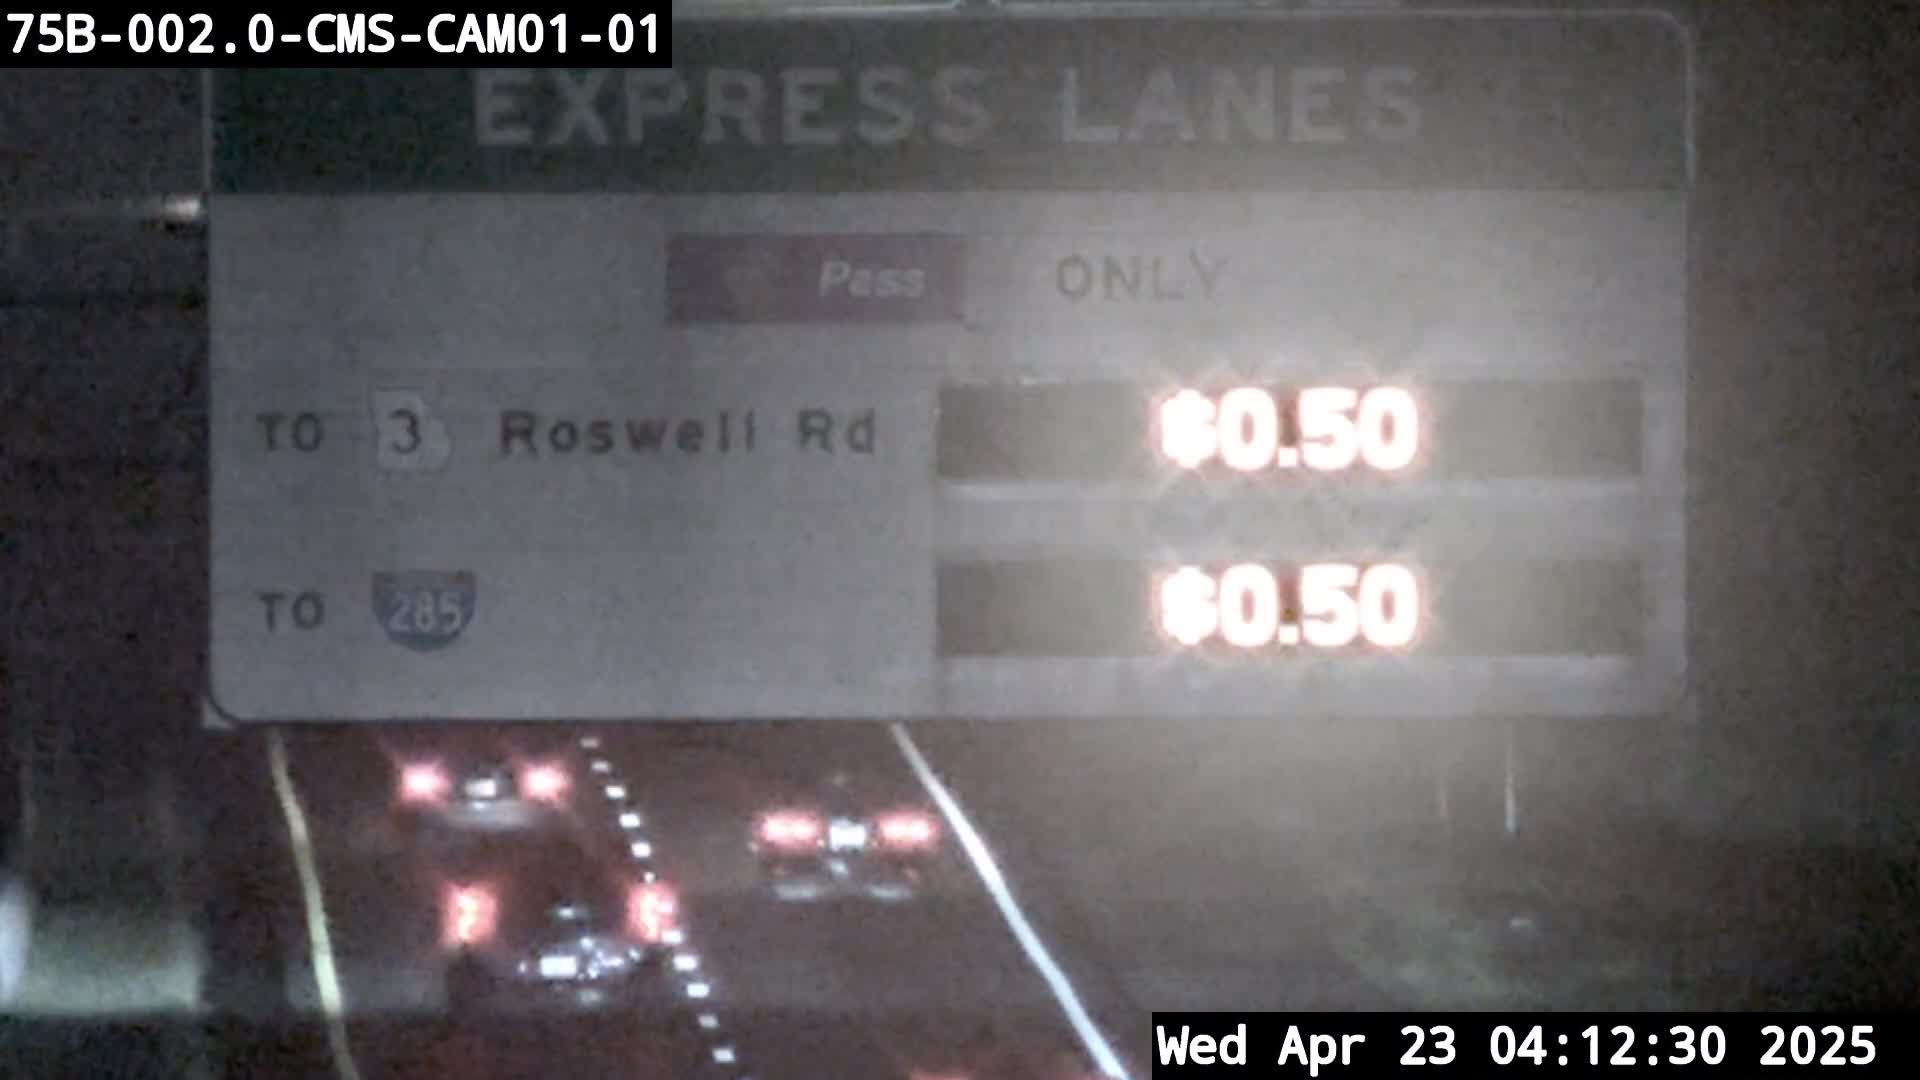 75B-002.0-CMS-CAM01-01
EXPRESS LANES
Pass ONLY
TO 3 Roswell Rd $0.50
TO 285 $0.50
Wed Apr 23 04:12:30 2025